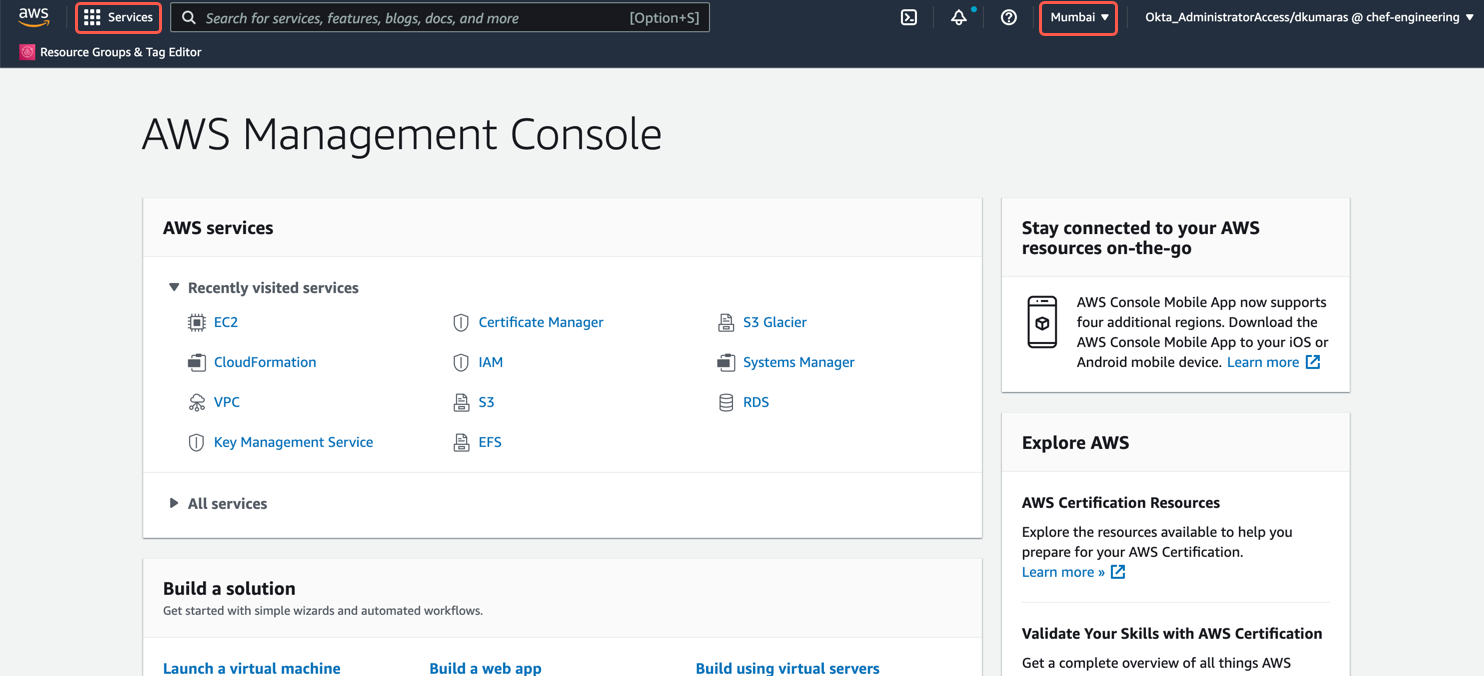 aws
Services
Search for services, features, blogs, docs, and more [Option+S]
Mumbai
Okta_AdministratorAccess/dkumaras @ chef-engineering
Resource Groups & Tag Editor
AWS Management Console
AWS services
Recently visited services
EC2
Certificate Manager
S3 Glacier
CloudFormation
IAM
Systems Manager
VPC
S3
RDS
Key Management Service
EFS
All services
Build a solution
Get started with simple wizards and automated workflows.
Launch a virtual machine
Build a web app
Build using virtual servers
Stay connected to your AWS
resources on-the-go
AWS Console Mobile App now supports
four additional regions. Download the
AWS Console Mobile App to your iOS or
Android mobile device. Learn more
Explore AWS
AWS Certification Resources
Explore the resources available to help you
prepare for your AWS Certification.
Learn more »
Validate Your Skills with AWS Certification
Get a complete overview of all things AWS